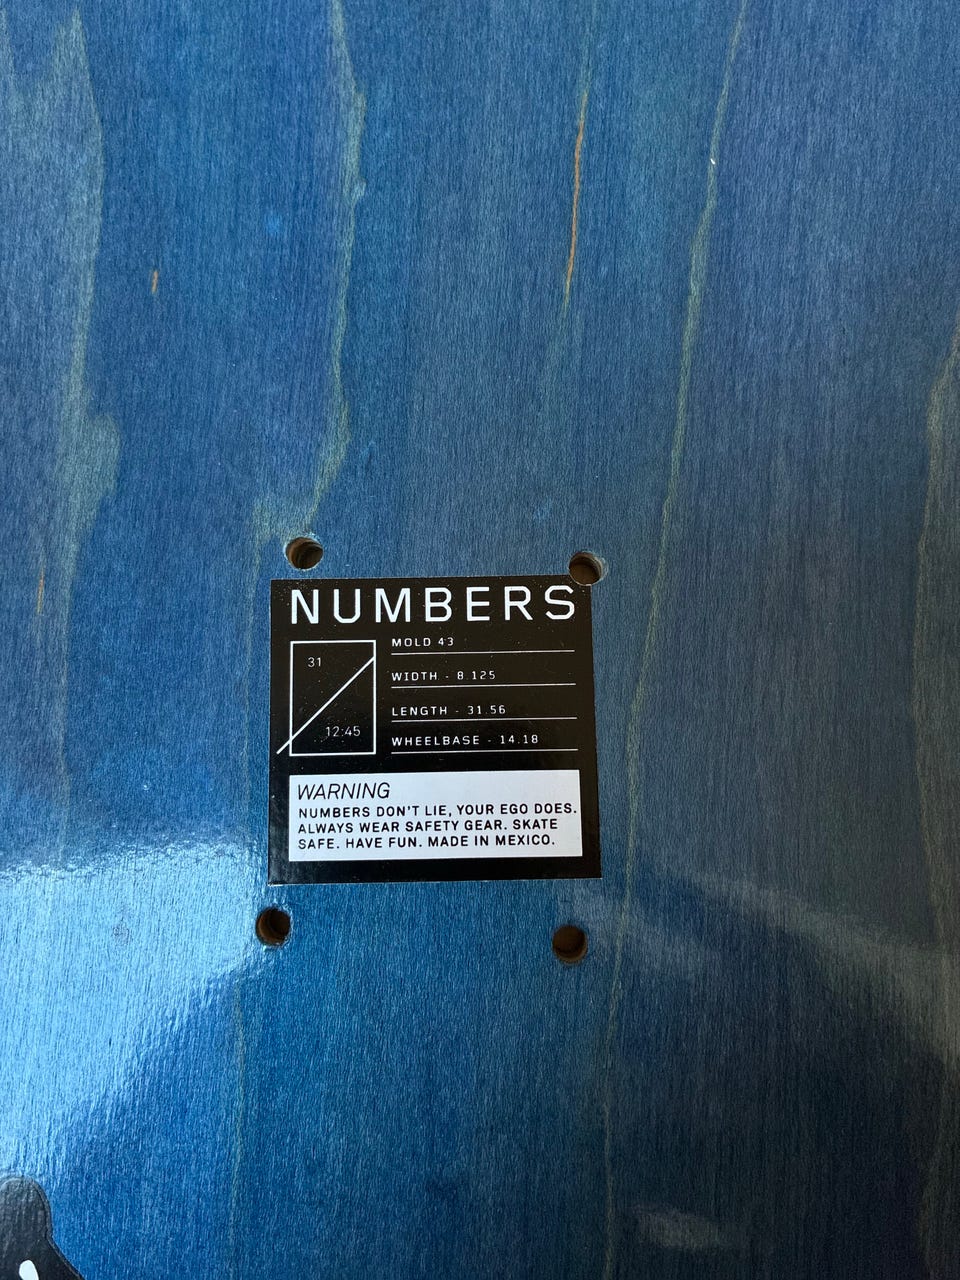 NUMBERS
31
12:45
MOLD 43
WIDTH - 8.125
LENGTH - 31.56
WHEELBASE - 14.18
WARNING
NUMBERS DON'T LIE, YOUR EGO DOES.
ALWAYS WEAR SAFETY GEAR. SKATE
SAFE. HAVE FUN. MADE IN MEXICO.